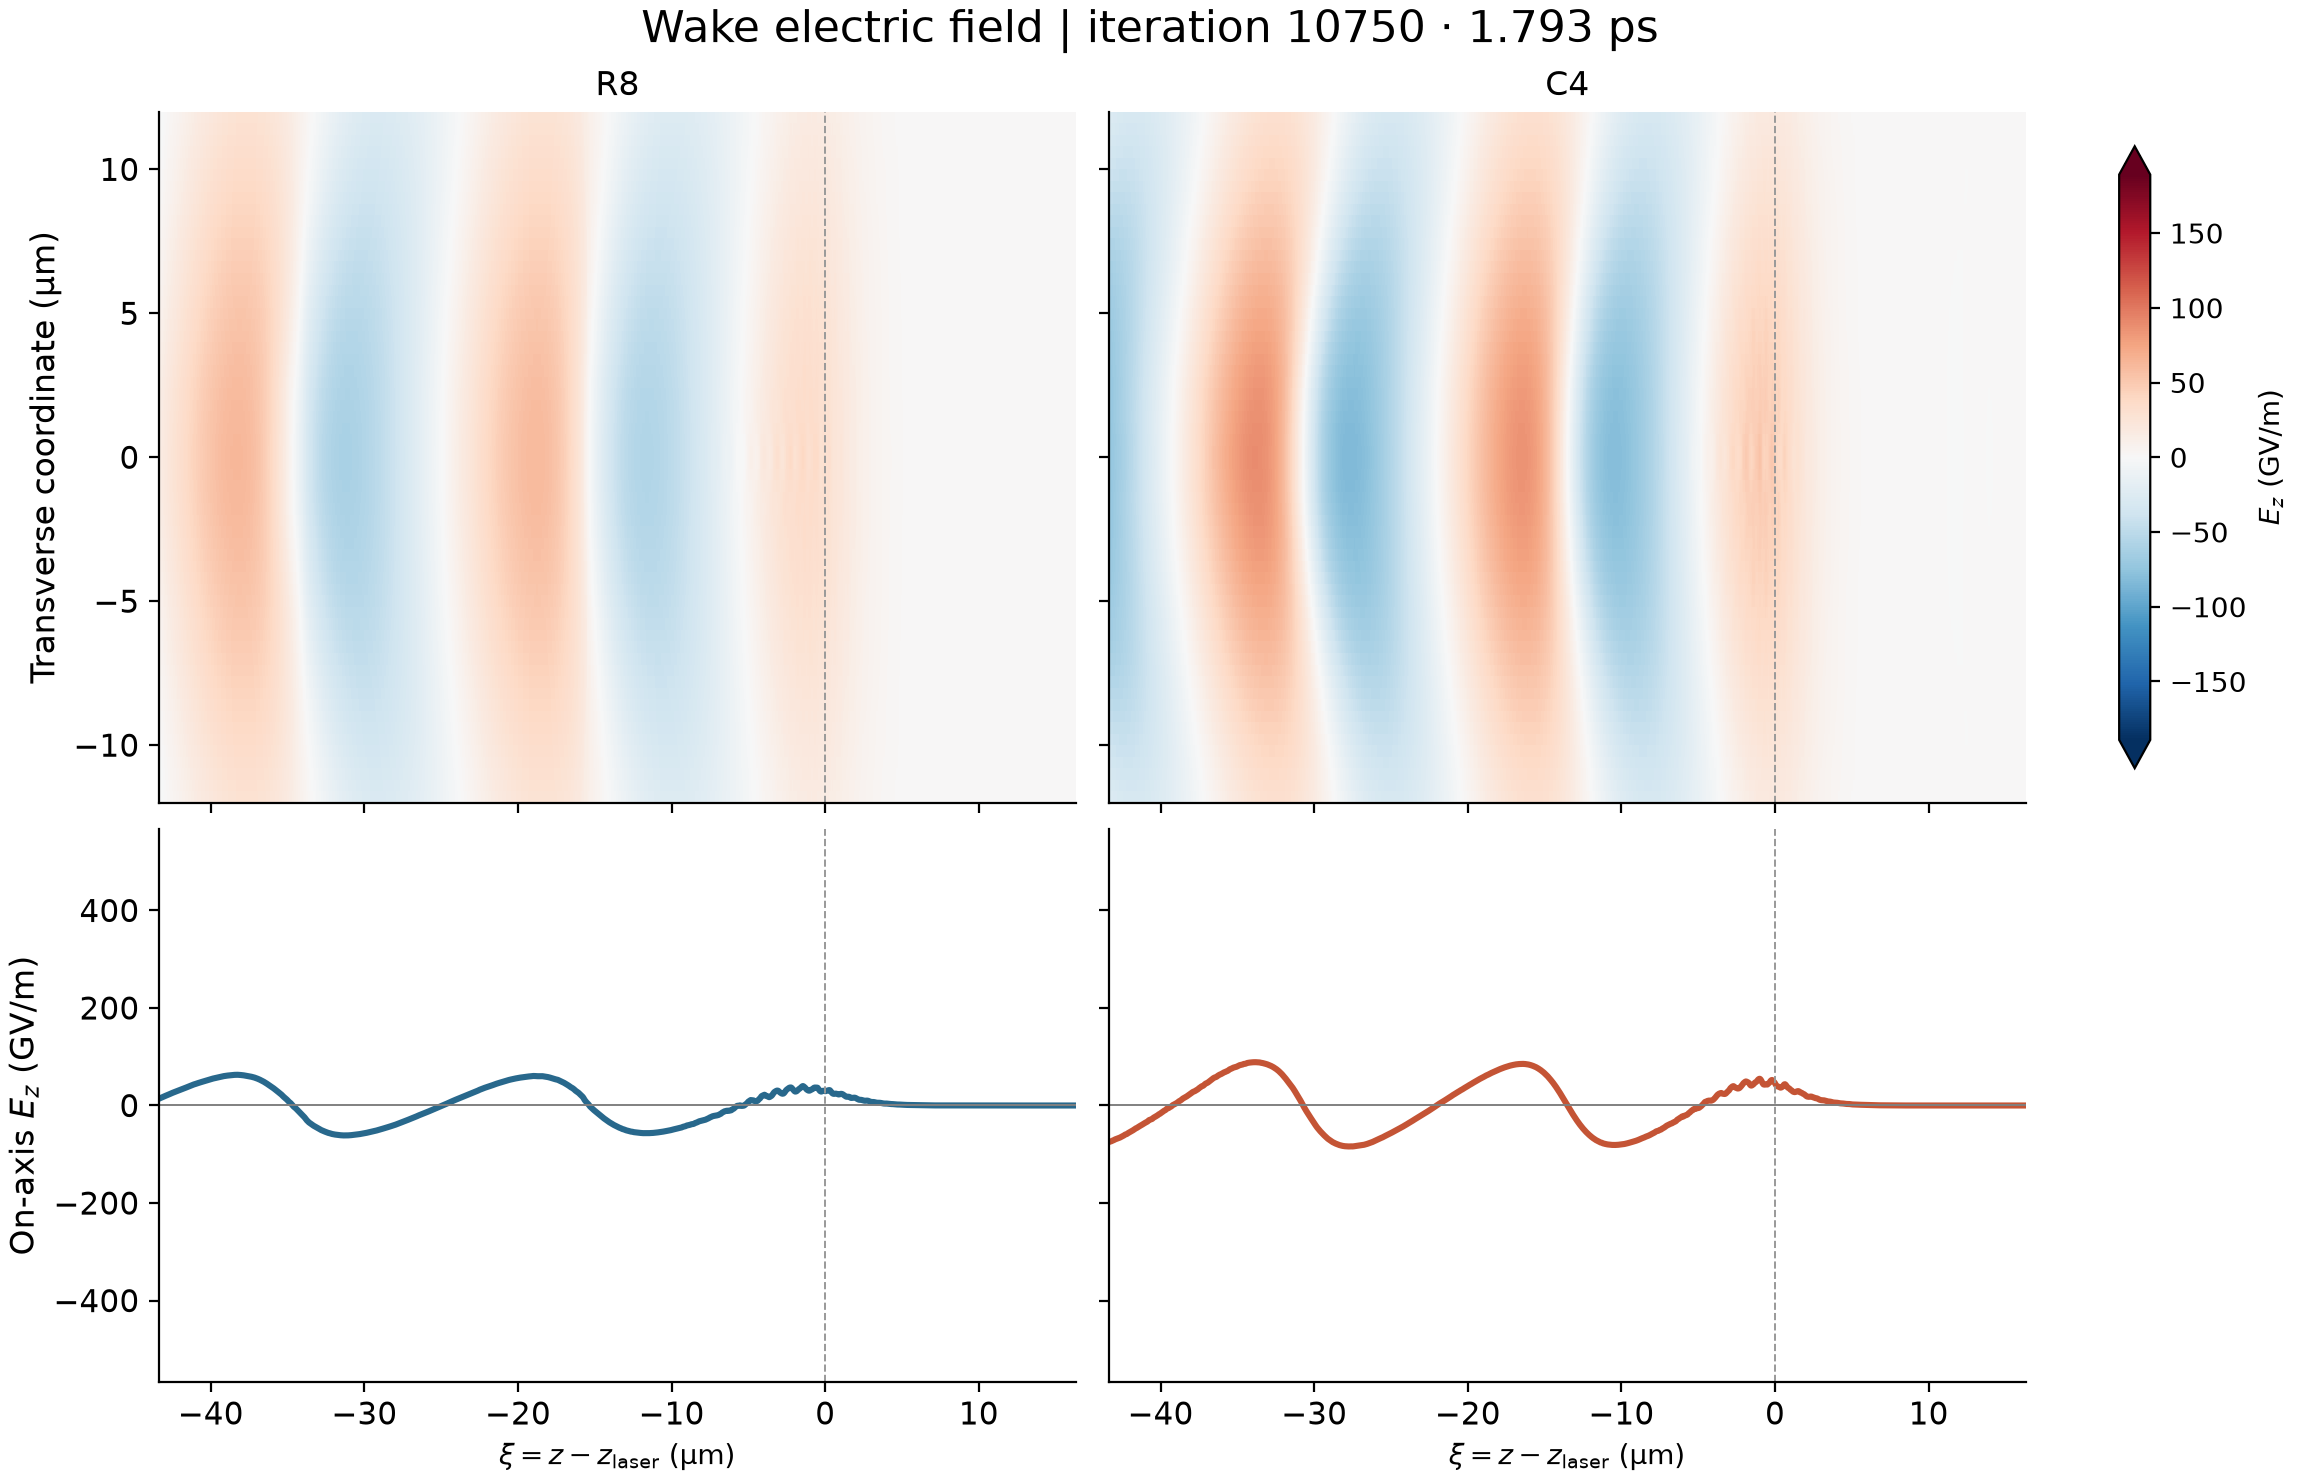 Wake electric field | iteration 10750 · 1.793 ps
R8
C4
Transverse coordinate (µm)
10
5
0
−5
−10
150
100
50
0
−50
−100
−150
E_z (GV/m)
On-axis E_z (GV/m)
400
200
0
−200
−400
−40 −30 −20 −10 0 10
−40 −30 −20 −10 0 10
ξ = z − z_laser (µm)
ξ = z − z_laser (µm)